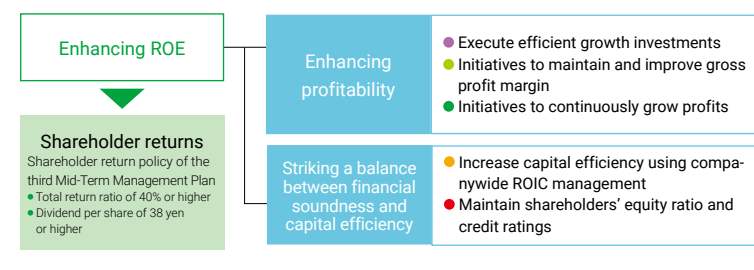 Enhancing ROE
Shareholder returns
Shareholder return policy of the
third Mid-Term Management Plan
● Total return ratio of 40% or higher
● Dividend per share of 38 yen
or higher
Enhancing
profitability
● Execute efficient growth investments
● Initiatives to maintain and improve gross
profit margin
● Initiatives to continuously grow profits
Striking a balance
between financial
soundness and
capital efficiency
● Increase capital efficiency using compa-
nywide ROIC management
● Maintain shareholders' equity ratio and
credit ratings